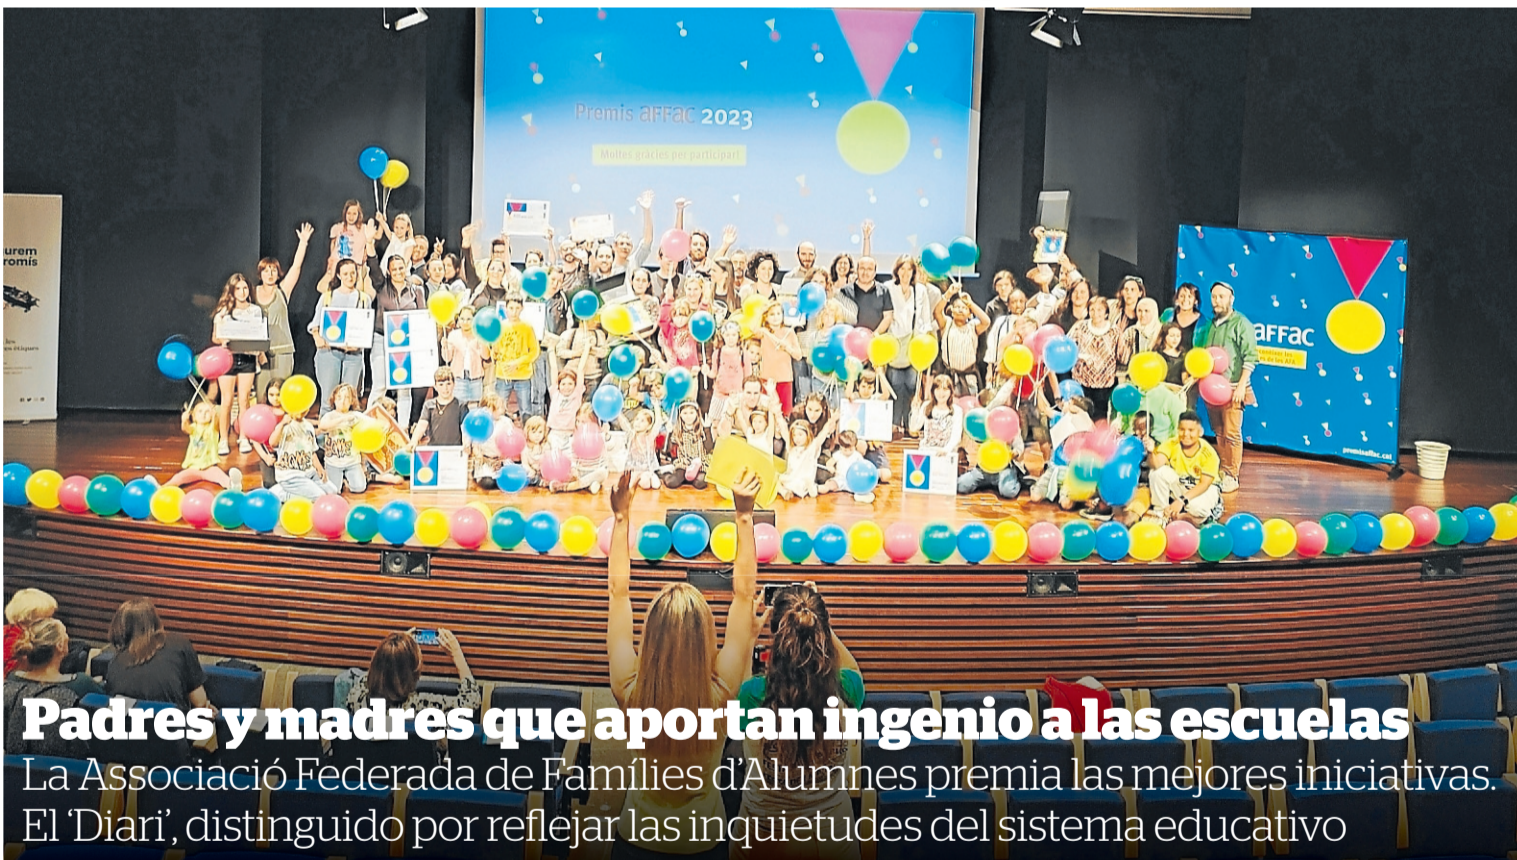 Premis aFFaC 2023
Moltes gràcies per participar!
aFFaC
premisaffac.cat
Padres y madres que aportan ingenio a las escuelas
La Associació Federada de Famílies d’Alumnes premia las mejores iniciativas.
El ‘Diari’, distinguido por reflejar las inquietudes del sistema educativo